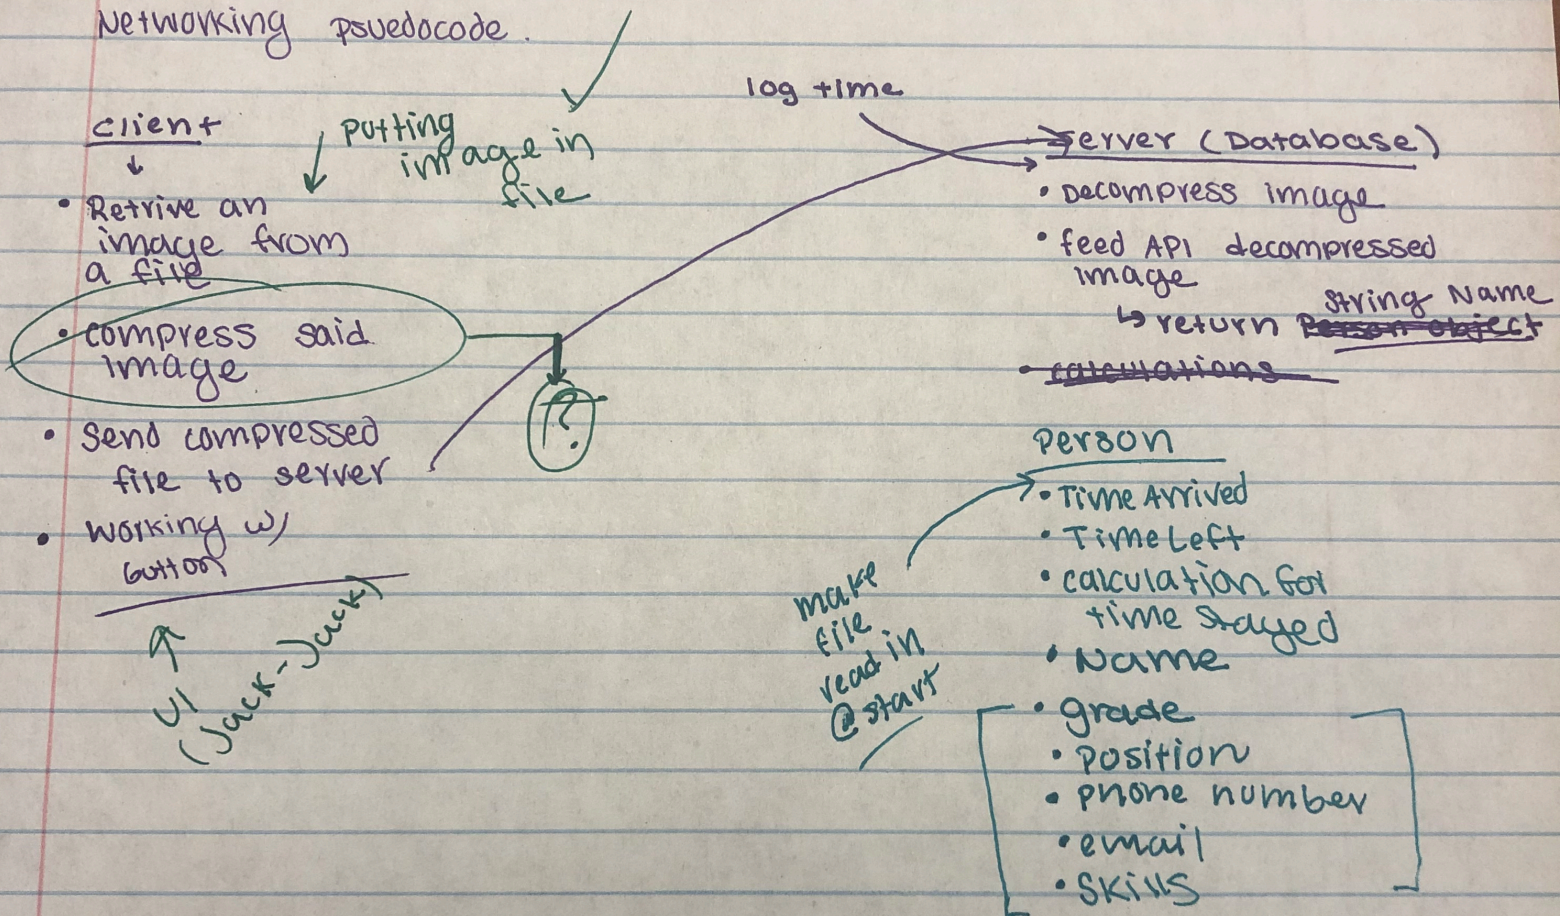 Networking psuedocode.
client
putting
image in
file
• Retrive an
image from
a file
• compress said
image
?
• Send compressed
file to server
• working w/
button
UI
(Jack-Jack)
log time
Server (Database)
• Decompress image
• feed API decompressed
image
String Name
↳ return Person object
• calculations
Person
• Time Arrived
• Time Left
• calculation for
time stayed
• Name
• grade
• position
• phone number
• email
• skills
make
file
read in
@ start